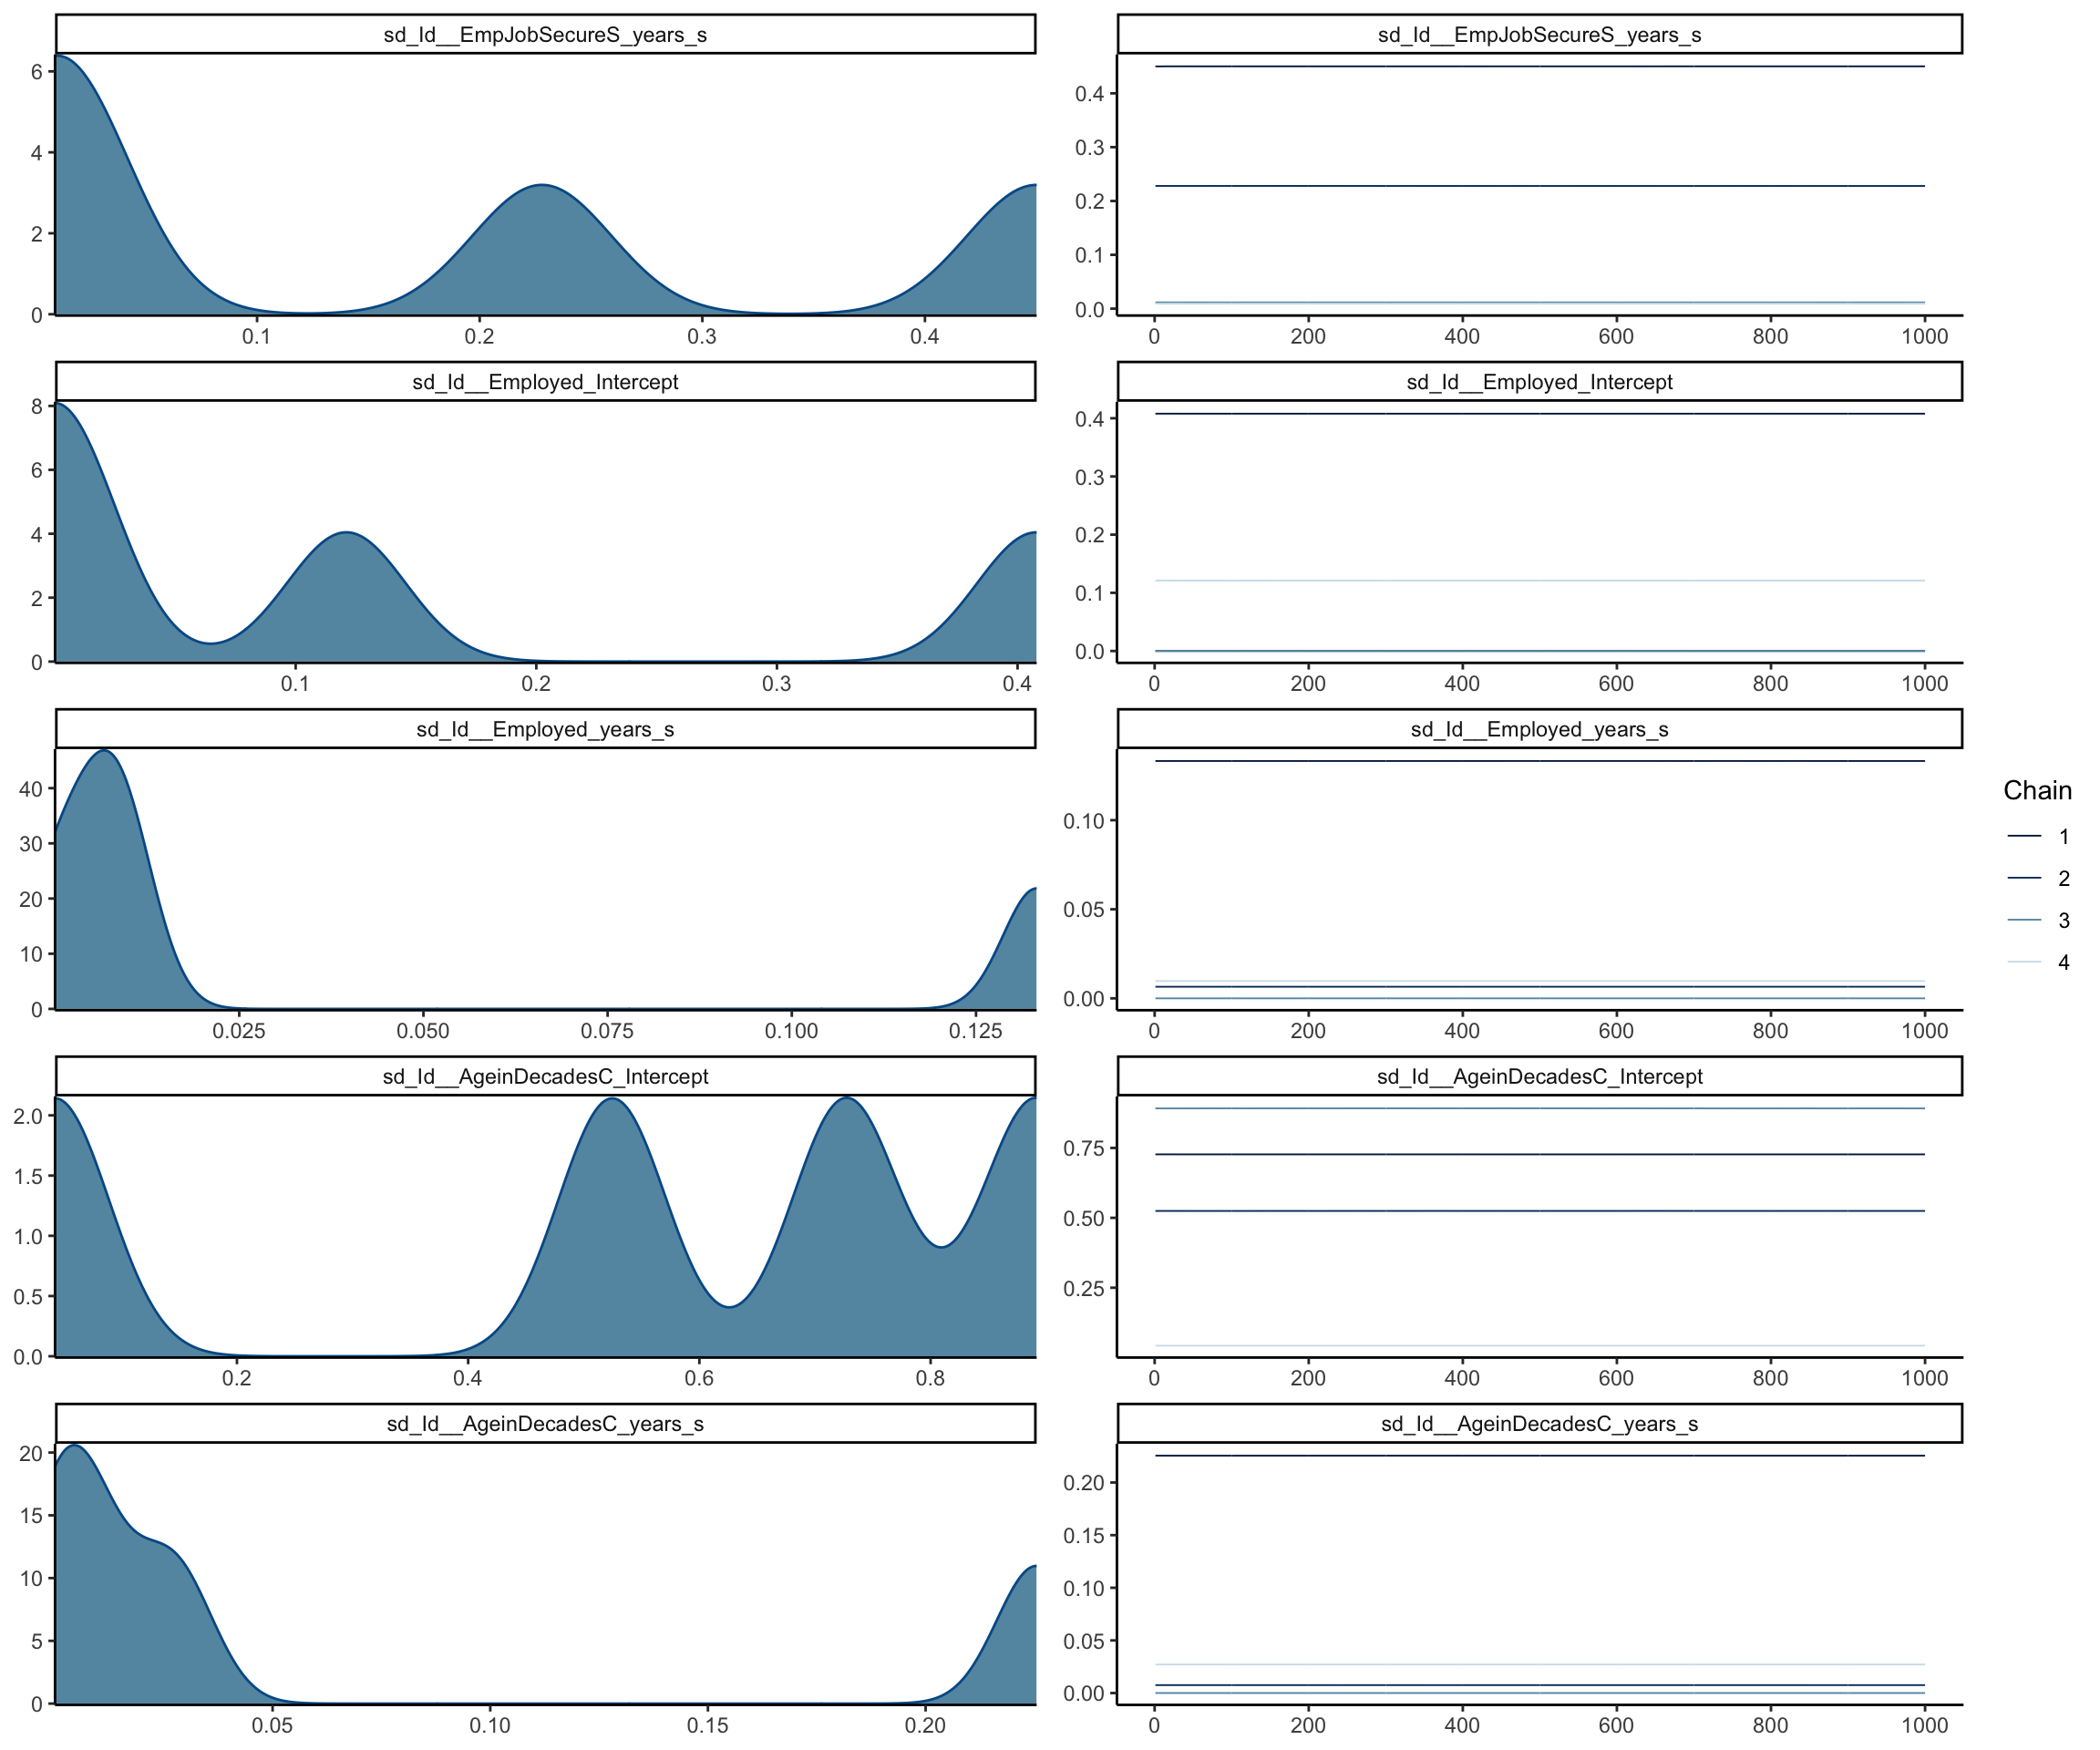 sd_Id__EmpJobSecureS_years_s
6
4
2
0
0.1 0.2 0.3 0.4
sd_Id__EmpJobSecureS_years_s
0.4
0.3
0.2
0.1
0.0
0 200 400 600 800 1000
sd_Id__Employed_Intercept
8
6
4
2
0
0.1 0.2 0.3 0.4
sd_Id__Employed_Intercept
0.4
0.3
0.2
0.1
0.0
0 200 400 600 800 1000
sd_Id__Employed_years_s
40
30
20
10
0
0.025 0.050 0.075 0.100 0.125
sd_Id__Employed_years_s
0.10
0.05
0.00
0 200 400 600 800 1000
sd_Id__AgeinDecadesC_Intercept
2.0
1.5
1.0
0.5
0.0
0.2 0.4 0.6 0.8
sd_Id__AgeinDecadesC_Intercept
0.75
0.50
0.25
0 200 400 600 800 1000
sd_Id__AgeinDecadesC_years_s
20
15
10
5
0
0.05 0.10 0.15 0.20
sd_Id__AgeinDecadesC_years_s
0.20
0.15
0.10
0.05
0.00
0 200 400 600 800 1000
Chain
1
2
3
4